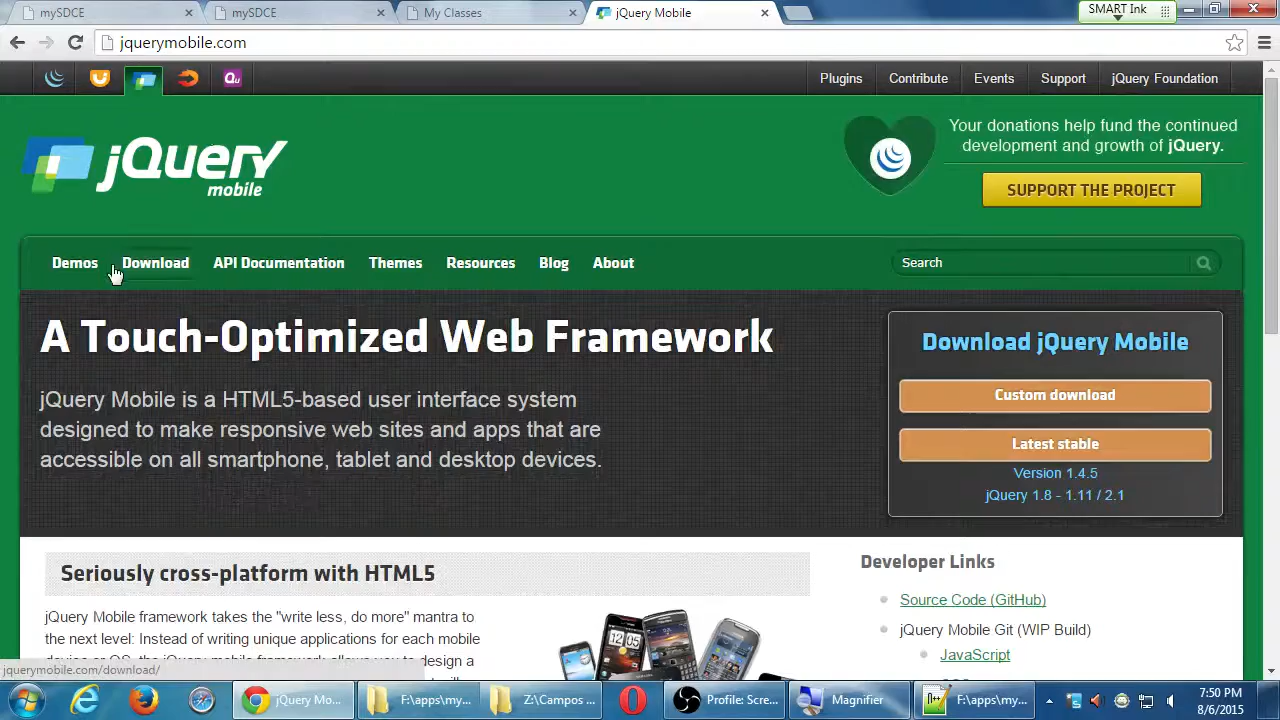 mySDCE
mySDCE
My Classes
jQuery Mobile
SMART Ink
jquerymobile.com
Qu
Plugins
Contribute
Events
Support
jQuery Foundation
jQuery
mobile
Your donations help fund the continued
development and growth of jQuery.
SUPPORT THE PROJECT
Demos
Download
API Documentation
Themes
Resources
Blog
About
Search
A Touch-Optimized Web Framework
jQuery Mobile is a HTML5-based user interface system
designed to make responsive web sites and apps that are
accessible on all smartphone, tablet and desktop devices.
Download jQuery Mobile
Custom download
Latest stable
Version 1.4.5
jQuery 1.8 - 1.11 / 2.1
Seriously cross-platform with HTML5
jQuery Mobile framework takes the "write less, do more" mantra to
the next level: Instead of writing unique applications for each mobile
Developer Links
Source Code (GitHub)
jQuery Mobile Git (WIP Build)
JavaScript
jquerymobile.com/download/
jQuery Mo...
F:\apps\my...
Z:\Campos ...
Profile: Scre...
Magnifier
F:\apps\my...
7:50 PM
8/6/2015